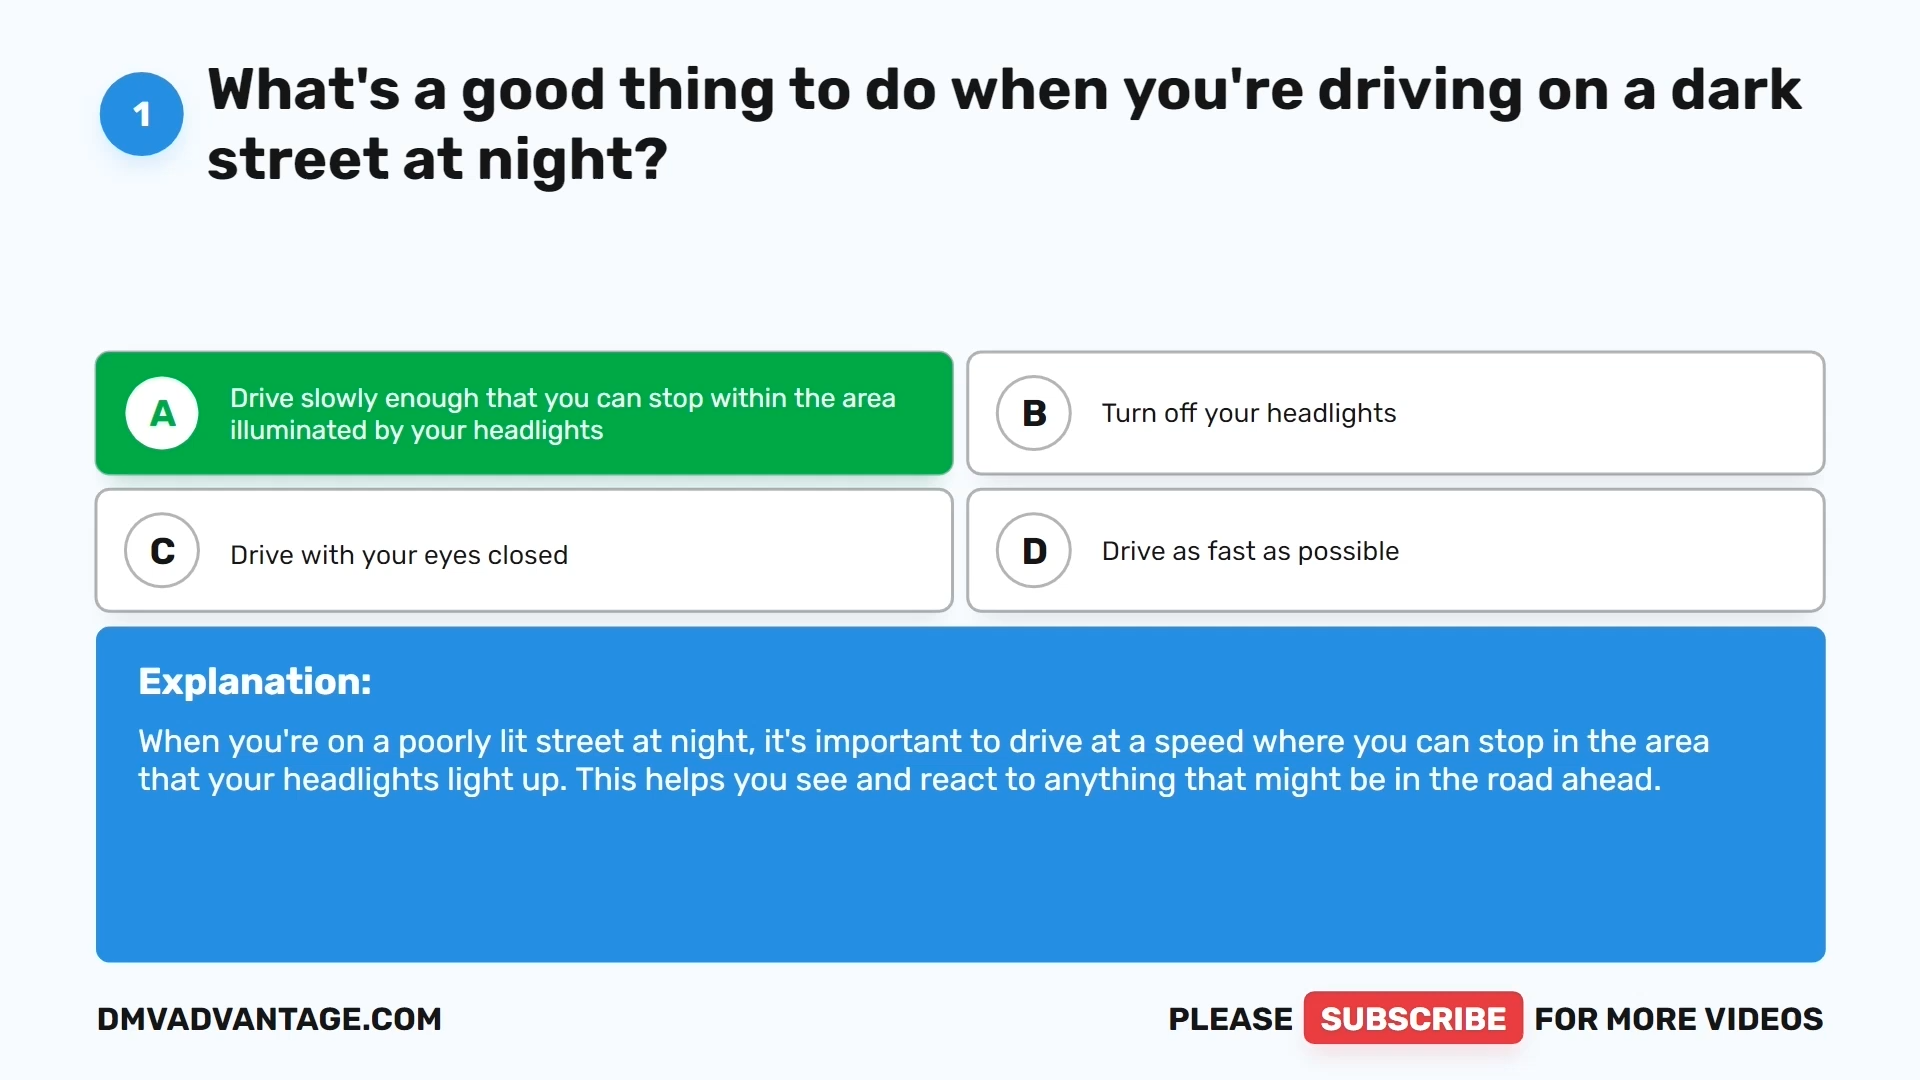 1
What's a good thing to do when you're driving on a dark
street at night?
A
Drive slowly enough that you can stop within the area
illuminated by your headlights
B
Turn off your headlights
C
Drive with your eyes closed
D
Drive as fast as possible
Explanation:
When you're on a poorly lit street at night, it's important to drive at a speed where you can stop in the area
that your headlights light up. This helps you see and react to anything that might be in the road ahead.
DMVADVANTAGE.COM
PLEASE SUBSCRIBE FOR MORE VIDEOS